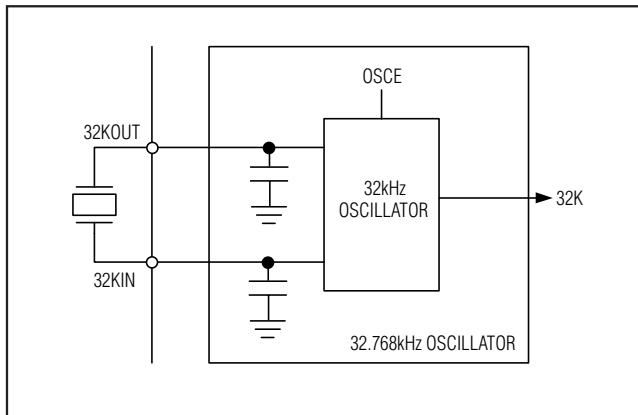 OSCE
32KOUT
32kHz
OSCILLATOR
32K
32KIN
32.768kHz OSCILLATOR